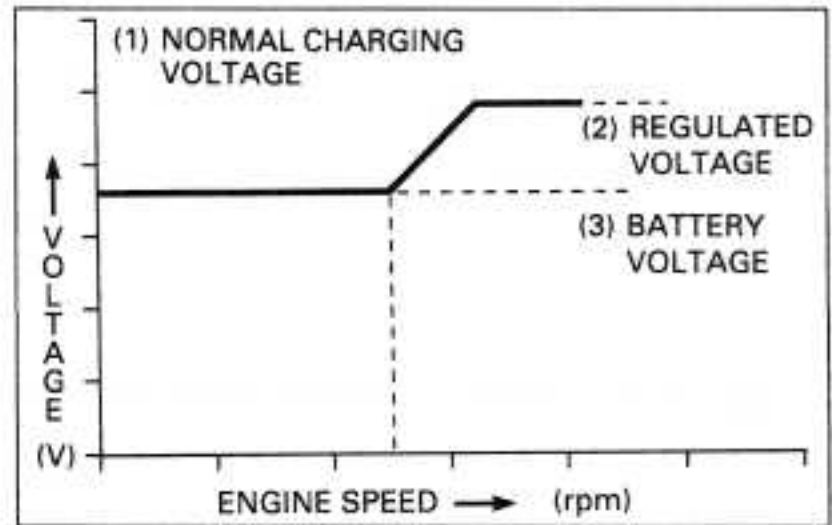 (1) NORMAL CHARGING
VOLTAGE
(2) REGULATED
VOLTAGE
(3) BATTERY
VOLTAGE
VOLTAGE
(V)
ENGINE SPEED → (rpm)